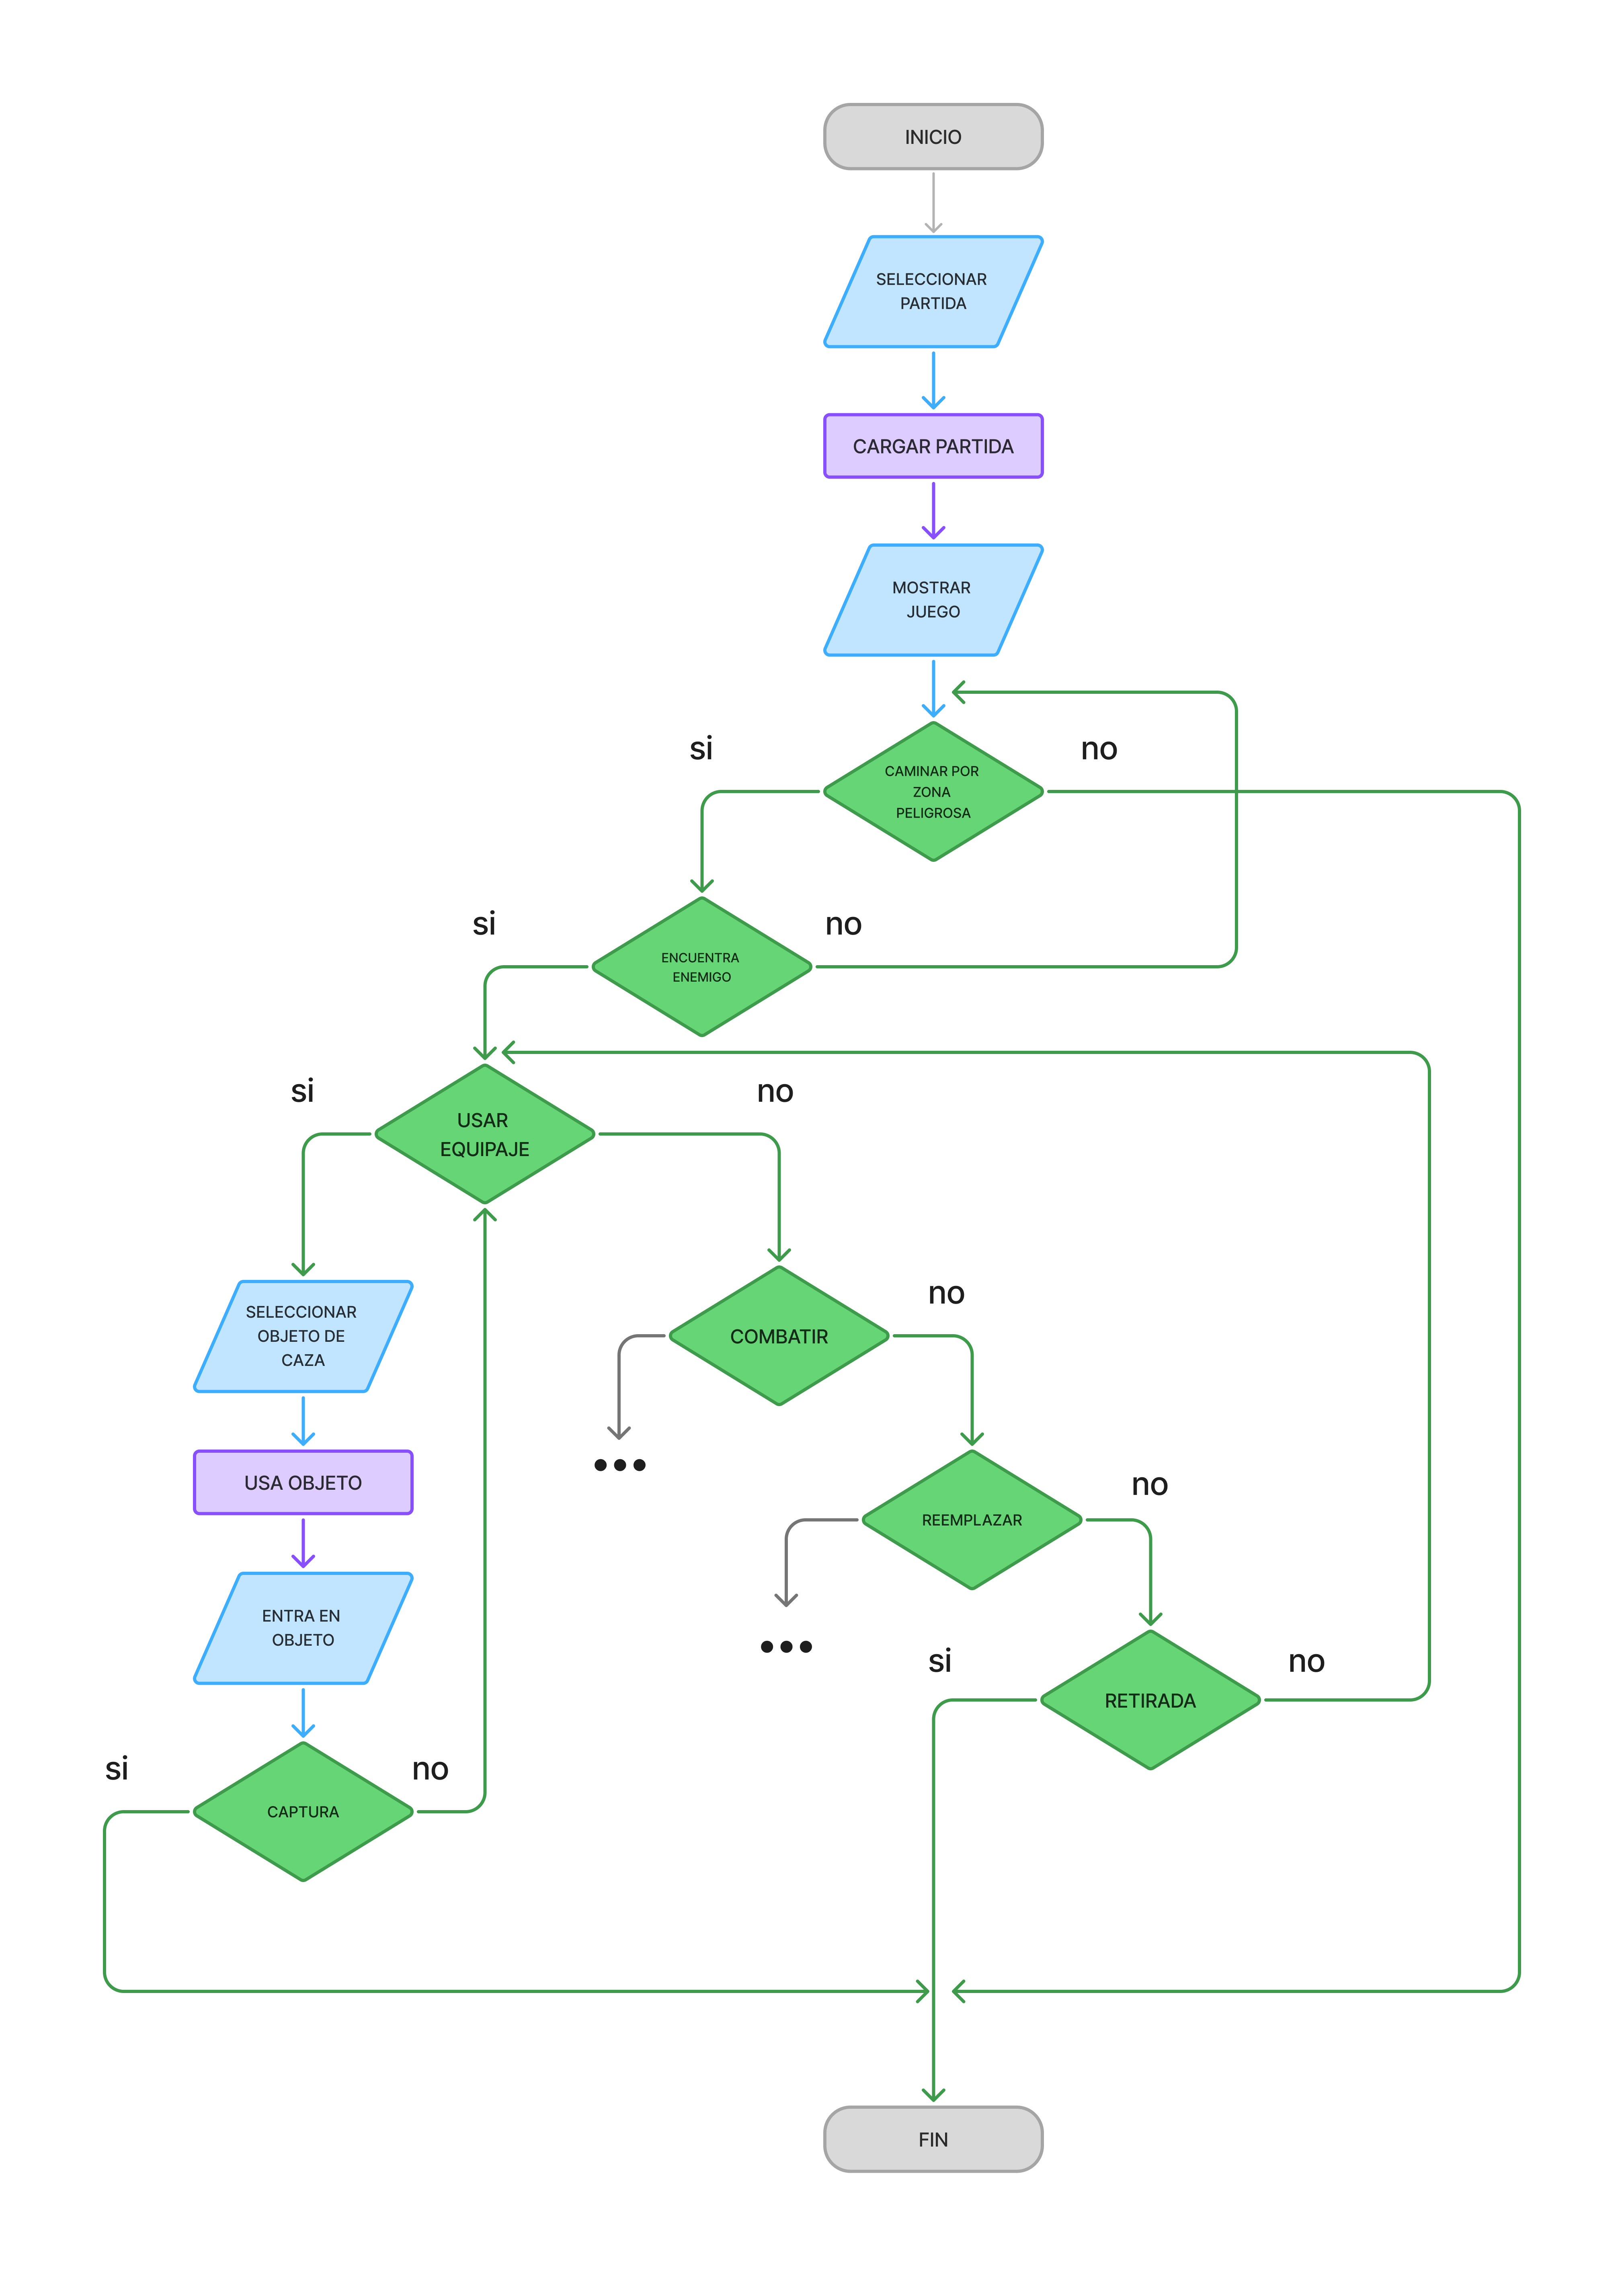 INICIO
SELECCIONAR
PARTIDA
CARGAR PARTIDA
MOSTRAR
JUEGO
si
no
CAMINAR POR
ZONA
PELIGROSA
si
no
ENCUENTRA
ENEMIGO
si
no
USAR
EQUIPAJE
no
SELECCIONAR
OBJETO DE
CAZA
COMBATIR
•••
no
USA OBJETO
REEMPLAZAR
ENTRA EN
OBJETO
•••
si
no
RETIRADA
si
no
CAPTURA
FIN